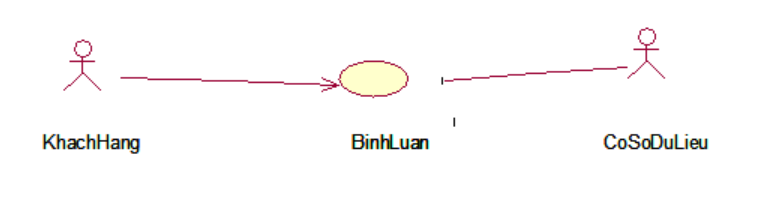 KhachHang BinhLuan CoSoDuLieu